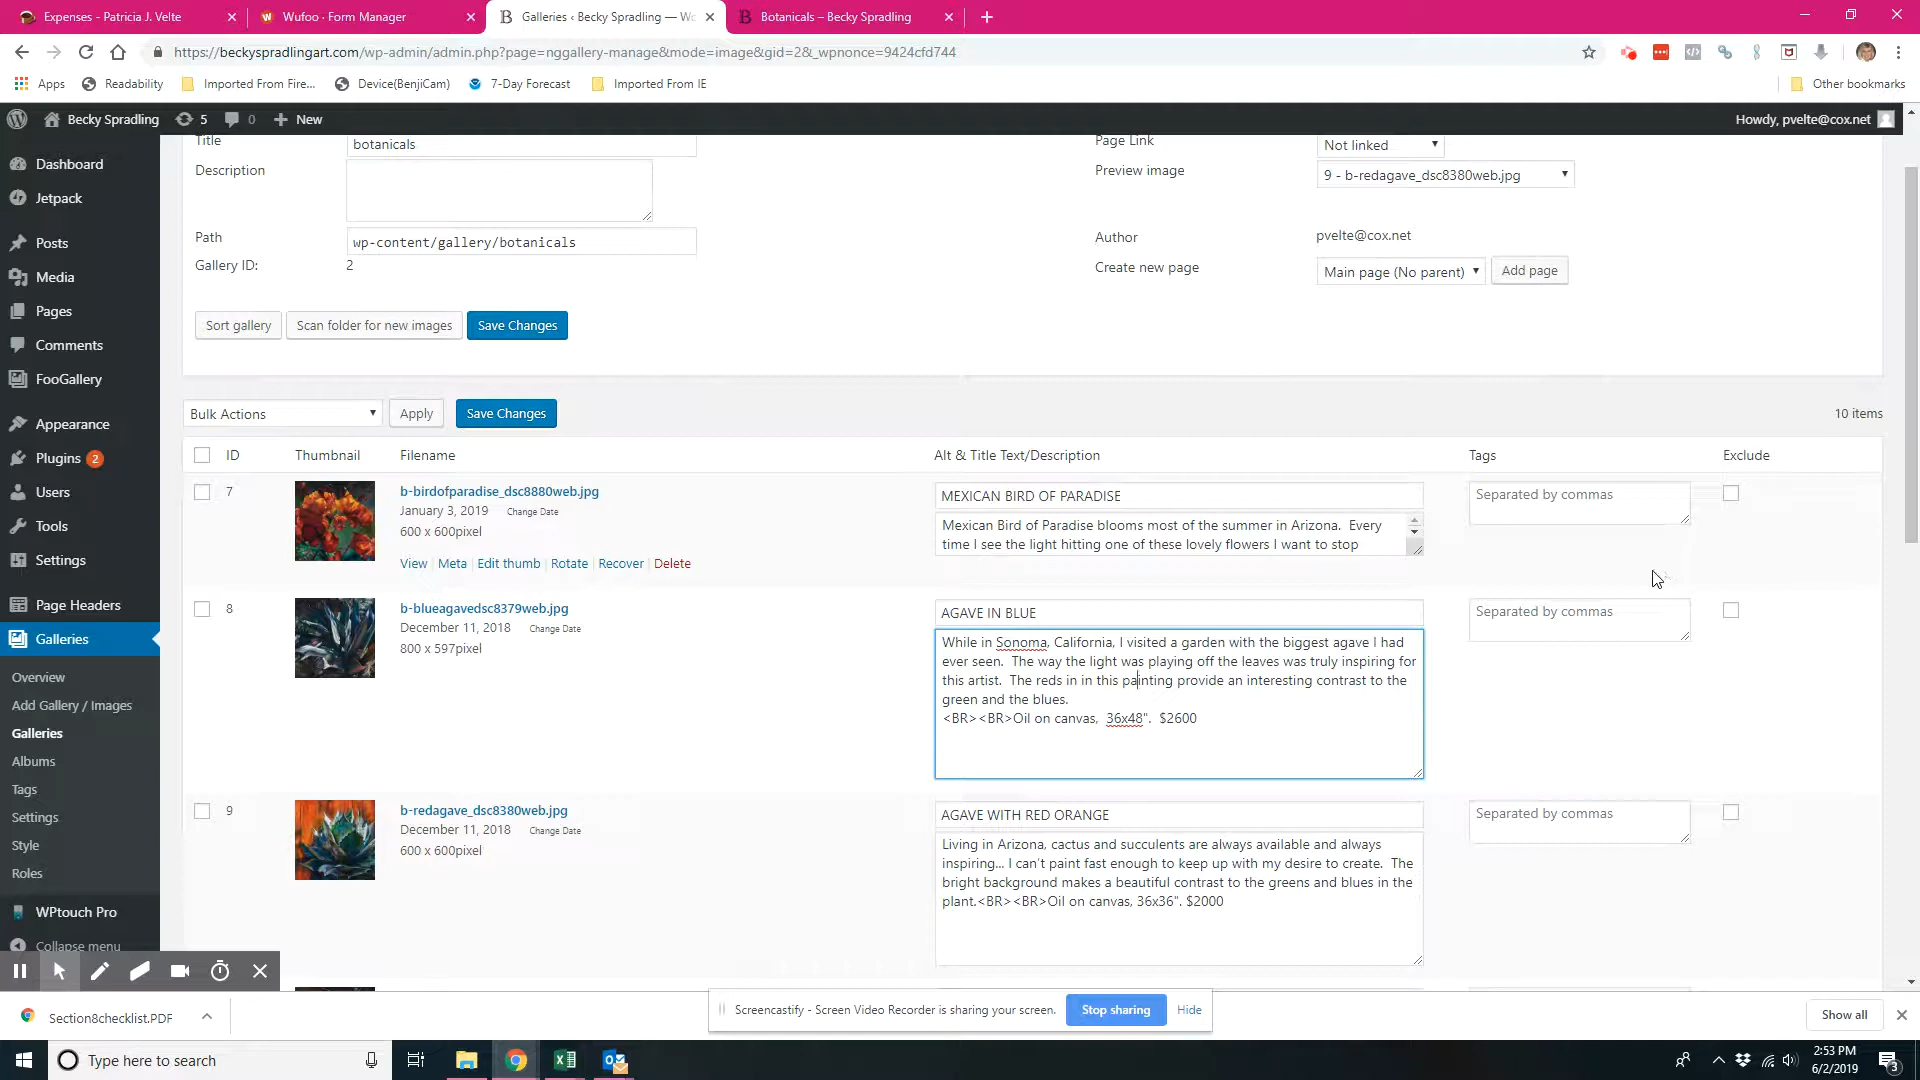 Expenses - Patricia J. Velte
Wufoo · Form Manager
Galleries ‹ Becky Spradling — Wo
Botanicals – Becky Spradling
https://beckyspradlingart.com/wp-admin/admin.php?page=nggallery-manage&mode=image&gid=2&_wpnonce=9424cfd744
Apps Readability Imported From Fire... Device(BenjiCam) 7-Day Forecast Imported From IE Other bookmarks
Becky Spradling 5 0 New Howdy, pvelte@cox.net
Dashboard
Jetpack
Posts
Media
Pages
Comments
FooGallery
Appearance
Plugins 2
Users
Tools
Settings
Page Headers
Galleries
Overview
Add Gallery / Images
Galleries
Albums
Tags
Settings
Style
Roles
WPtouch Pro
Collapse menu
Title botanicals Page Link Not linked
Description Preview image 9 - b-redagave_dsc8380web.jpg
Path wp-content/gallery/botanicals Author pvelte@cox.net
Gallery ID: 2 Create new page Main page (No parent) Add page
Sort gallery Scan folder for new images Save Changes
Bulk Actions Apply Save Changes 10 items
ID Thumbnail Filename Alt & Title Text/Description Tags Exclude
7 b-birdofparadise_dsc8880web.jpg MEXICAN BIRD OF PARADISE Separated by commas
January 3, 2019 Change Date
600 x 600pixel
Mexican Bird of Paradise blooms most of the summer in Arizona. Every
time I see the light hitting one of these lovely flowers I want to stop
View | Meta | Edit thumb | Rotate | Recover | Delete
8 b-blueagavedsc8379web.jpg AGAVE IN BLUE Separated by commas
December 11, 2018 Change Date
800 x 597pixel
While in Sonoma, California, I visited a garden with the biggest agave I had
ever seen. The way the light was playing off the leaves was truly inspiring for
this artist. The reds in in this painting provide an interesting contrast to the
green and the blues.
<BR><BR>Oil on canvas, 36x48". $2600
9 b-redagave_dsc8380web.jpg AGAVE WITH RED ORANGE Separated by commas
December 11, 2018 Change Date
600 x 600pixel
Living in Arizona, cactus and succulents are always available and always
inspiring... I can't paint fast enough to keep up with my desire to create. The
bright background makes a beautiful contrast to the greens and blues in the
plant.<BR><BR>Oil on canvas, 36x36". $2000
Screencastify - Screen Video Recorder is sharing your screen. Stop sharing Hide
Section8checklist.PDF Show all
Type here to search
2:53 PM
6/2/2019
3